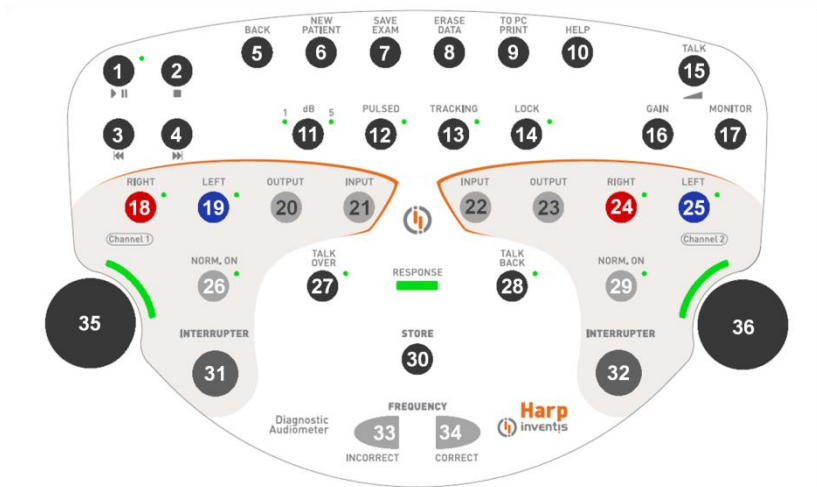 BACK
NEW
PATIENT
SAVE
EXAM
ERASE
DATA
TO PC
PRINT
HELP
TALK
5
6
7
8
9
10
1
2
15
1 dB 5
PULSED
TRACKING
LOCK
GAIN
MONITOR
3
4
11
12
13
14
16
17
RIGHT
LEFT
OUTPUT
INPUT
INPUT
OUTPUT
RIGHT
LEFT
18
19
20
21
22
23
24
25
Channel 1
Channel 2
NORM. ON
TALK
OVER
RESPONSE
TALK
BACK
NORM. ON
26
27
28
29
35
36
INTERRUPTER
STORE
INTERRUPTER
31
30
32
FREQUENCY
Diagnostic
Audiometer
33
34
Harp
inventis
INCORRECT
CORRECT